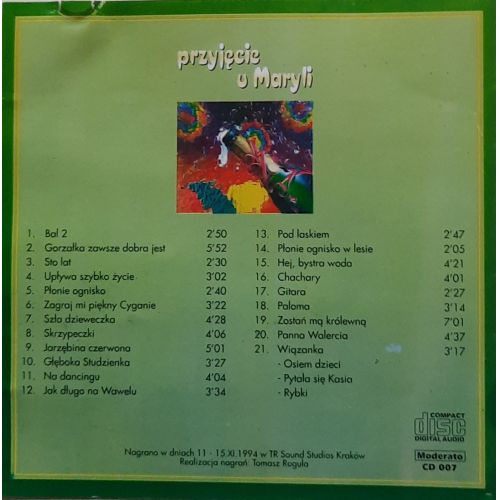 przyjęcie
u Maryli
1. Bal 2 2'50
2. Gorzałka zawsze dobra jest 5'52
3. Sto lat 2'30
4. Upływa szybko życie 3'02
5. Płonie ognisko 2'40
6. Zagraj mi piękny Cyganie 3'22
7. Szła dzieweczka 4'28
8. Skrzypeczki 4'06
9. Jarzębina czerwona 5'01
10. Głęboka Studzienka 3'27
11. Na dancingu 4'04
12. Jak długo na Wawelu 3'34
13. Pod laskiem 2'47
14. Płonie ognisko w lesie 2'05
15. Hej, bystra woda 4'21
16. Chachary 4'01
17. Gitara 2'27
18. Paloma 3'14
19. Zostań mą królewną 7'01
20. Panna Walercia 4'37
21. Wiązanka 3'17
- Osiem dzieci
- Pytała się Kasia
- Rybki
COMPACT
disc
DIGITAL AUDIO
Nagrano w dniach 11 - 15.XI.1994 w TR Sound Studios Kraków
Realizacja nagrań: Tomasz Rogula
Moderato
CD 007